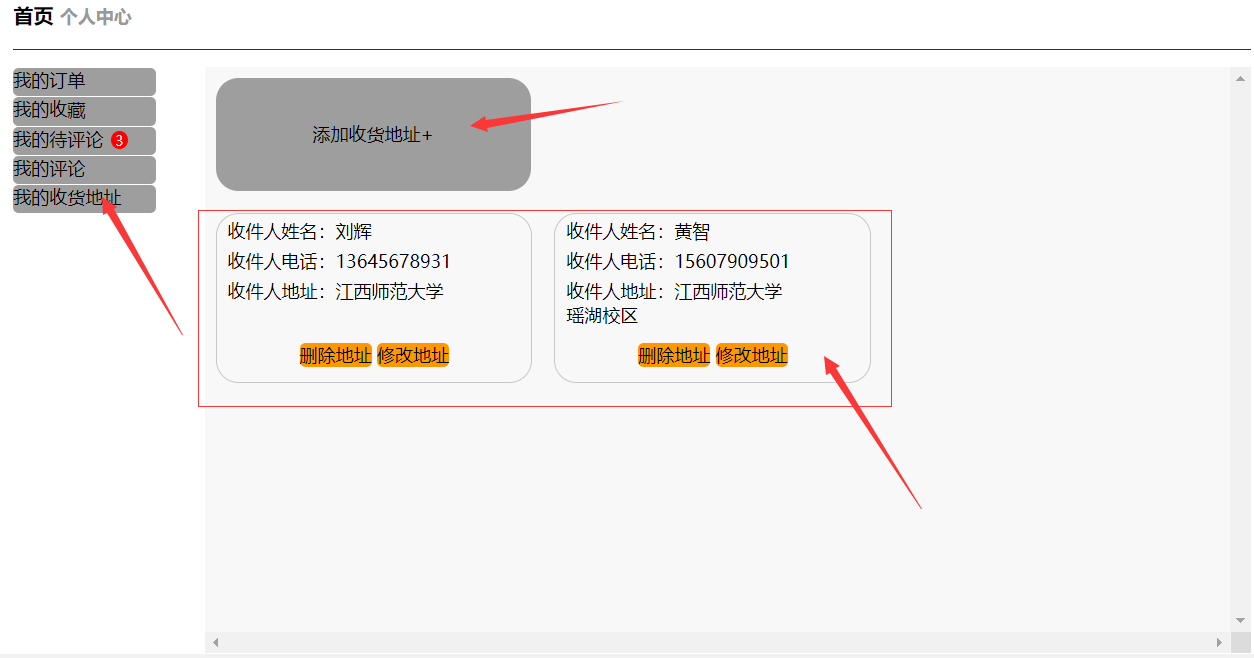 首页 个人中心
我的订单
我的收藏
我的待评论 3
我的评论
我的收货地址
添加收货地址+
收件人姓名：刘辉
收件人电话：13645678931
收件人地址：江西师范大学
删除地址 修改地址
收件人姓名：黄智
收件人电话：15607909501
收件人地址：江西师范大学
瑶湖校区
删除地址 修改地址